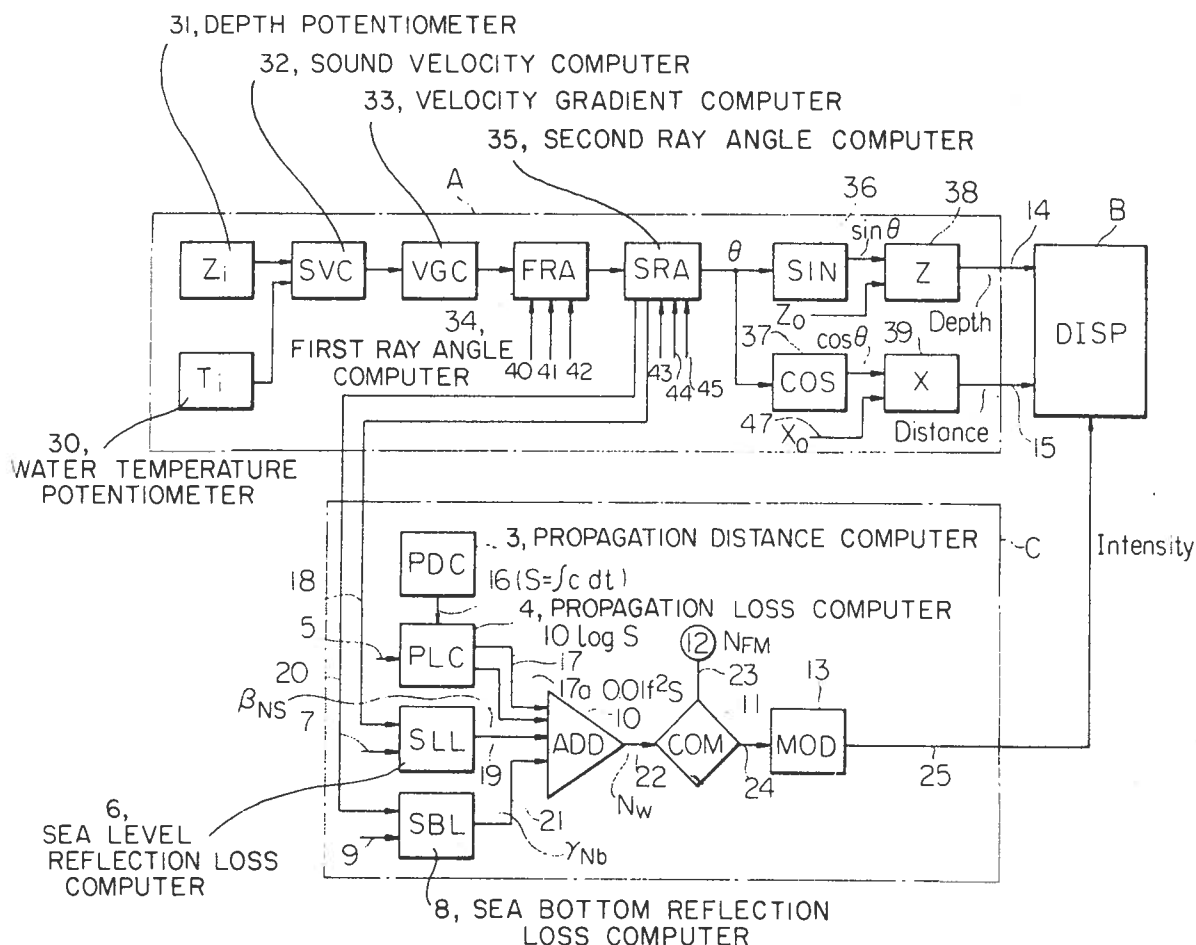 31, DEPTH POTENTIOMETER
32, SOUND VELOCITY COMPUTER
33, VELOCITY GRADIENT COMPUTER
35, SECOND RAY ANGLE COMPUTER
A
36
38
14
B
sinθ
Zi
SVC
VGC
FRA
SRA
θ
SIN
Z
DISP
Zo
Depth
34,
FIRST RAY ANGLE
COMPUTER
40
41
42
43
44
45
37
cosθ
39
Ti
COS
X
47
Xo
Distance
15
30,
WATER TEMPERATURE
POTENTIOMETER
3, PROPAGATION DISTANCE COMPUTER
C
Intensity
PDC
16 (S=∫c dt)
18
4, PROPAGATION LOSS COMPUTER
5
PLC
10 log S
12
NFM
17
23
13
20
17a 0.01f²S
11
βNS
10
7
SLL
ADD
COM
MOD
19
22
24
25
Nw
6,
SEA LEVEL
REFLECTION LOSS
COMPUTER
SBL
21
9
γNb
8, SEA BOTTOM REFLECTION
LOSS COMPUTER